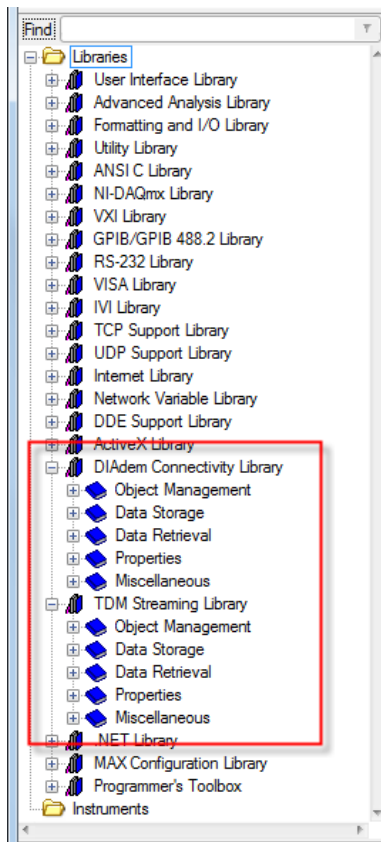 Find
Libraries
User Interface Library
Advanced Analysis Library
Formatting and I/O Library
Utility Library
ANSI C Library
NI-DAQmx Library
VXI Library
GPIB/GPIB 488.2 Library
RS-232 Library
VISA Library
IVI Library
TCP Support Library
UDP Support Library
Internet Library
Network Variable Library
DDE Support Library
ActiveX Library
DIAdem Connectivity Library
Object Management
Data Storage
Data Retrieval
Properties
Miscellaneous
TDM Streaming Library
Object Management
Data Storage
Data Retrieval
Properties
Miscellaneous
.NET Library
MAX Configuration Library
Programmer's Toolbox
Instruments